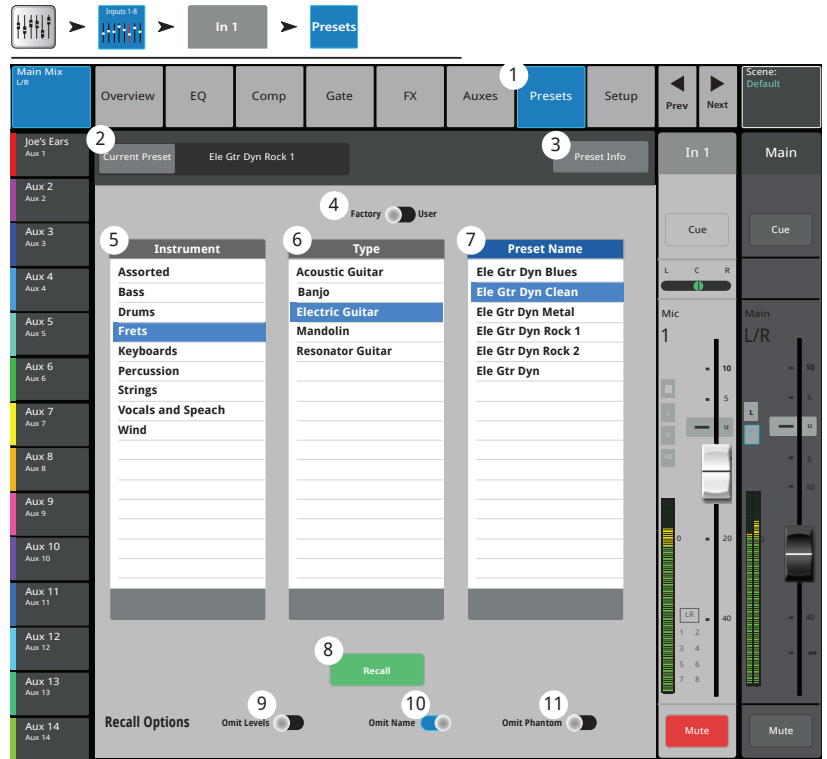 Inputs 1-8
In 1
Presets
Main Mix
L/R
Overview
EQ
Comp
Gate
FX
Auxes
1
Presets
Setup
Prev
Next
Scene:
Default
Joe's Ears
Aux 1
Aux 2
Aux 2
Aux 3
Aux 3
Aux 4
Aux 4
Aux 5
Aux 5
Aux 6
Aux 6
Aux 7
Aux 7
Aux 8
Aux 8
Aux 9
Aux 9
Aux 10
Aux 10
Aux 11
Aux 11
Aux 12
Aux 12
Aux 13
Aux 13
Aux 14
Aux 14
2
Current Preset
Ele Gtr Dyn Rock 1
3
Preset Info
4
Factory
User
5
Instrument
Assorted
Bass
Drums
Frets
Keyboards
Percussion
Strings
Vocals and Speach
Wind
6
Type
Acoustic Guitar
Banjo
Electric Guitar
Mandolin
Resonator Guitar
7
Preset Name
Ele Gtr Dyn Blues
Ele Gtr Dyn Clean
Ele Gtr Dyn Metal
Ele Gtr Dyn Rock 1
Ele Gtr Dyn Rock 2
Ele Gtr Dyn
8
Recall
Recall Options
9
Omit Levels
10
Omit Name
11
Omit Phantom
In 1
Cue
L C R
Mic
1
10
5
U
L
0
20
LR
40
1 2
3 4
5 6
7 8
Mute
Main
Cue
Main
L/R
10
5
L
U
5
10
20
40
∞
Mute